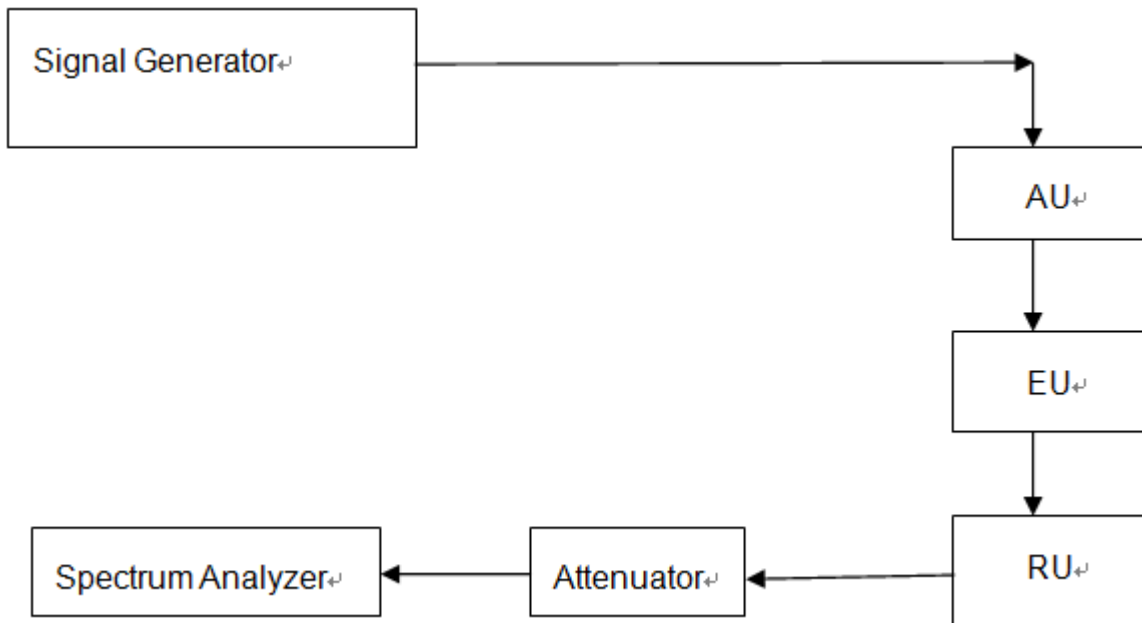 Signal Generator↵
AU↵
EU↵
RU↵
Attenuator↵
Spectrum Analyzer↵